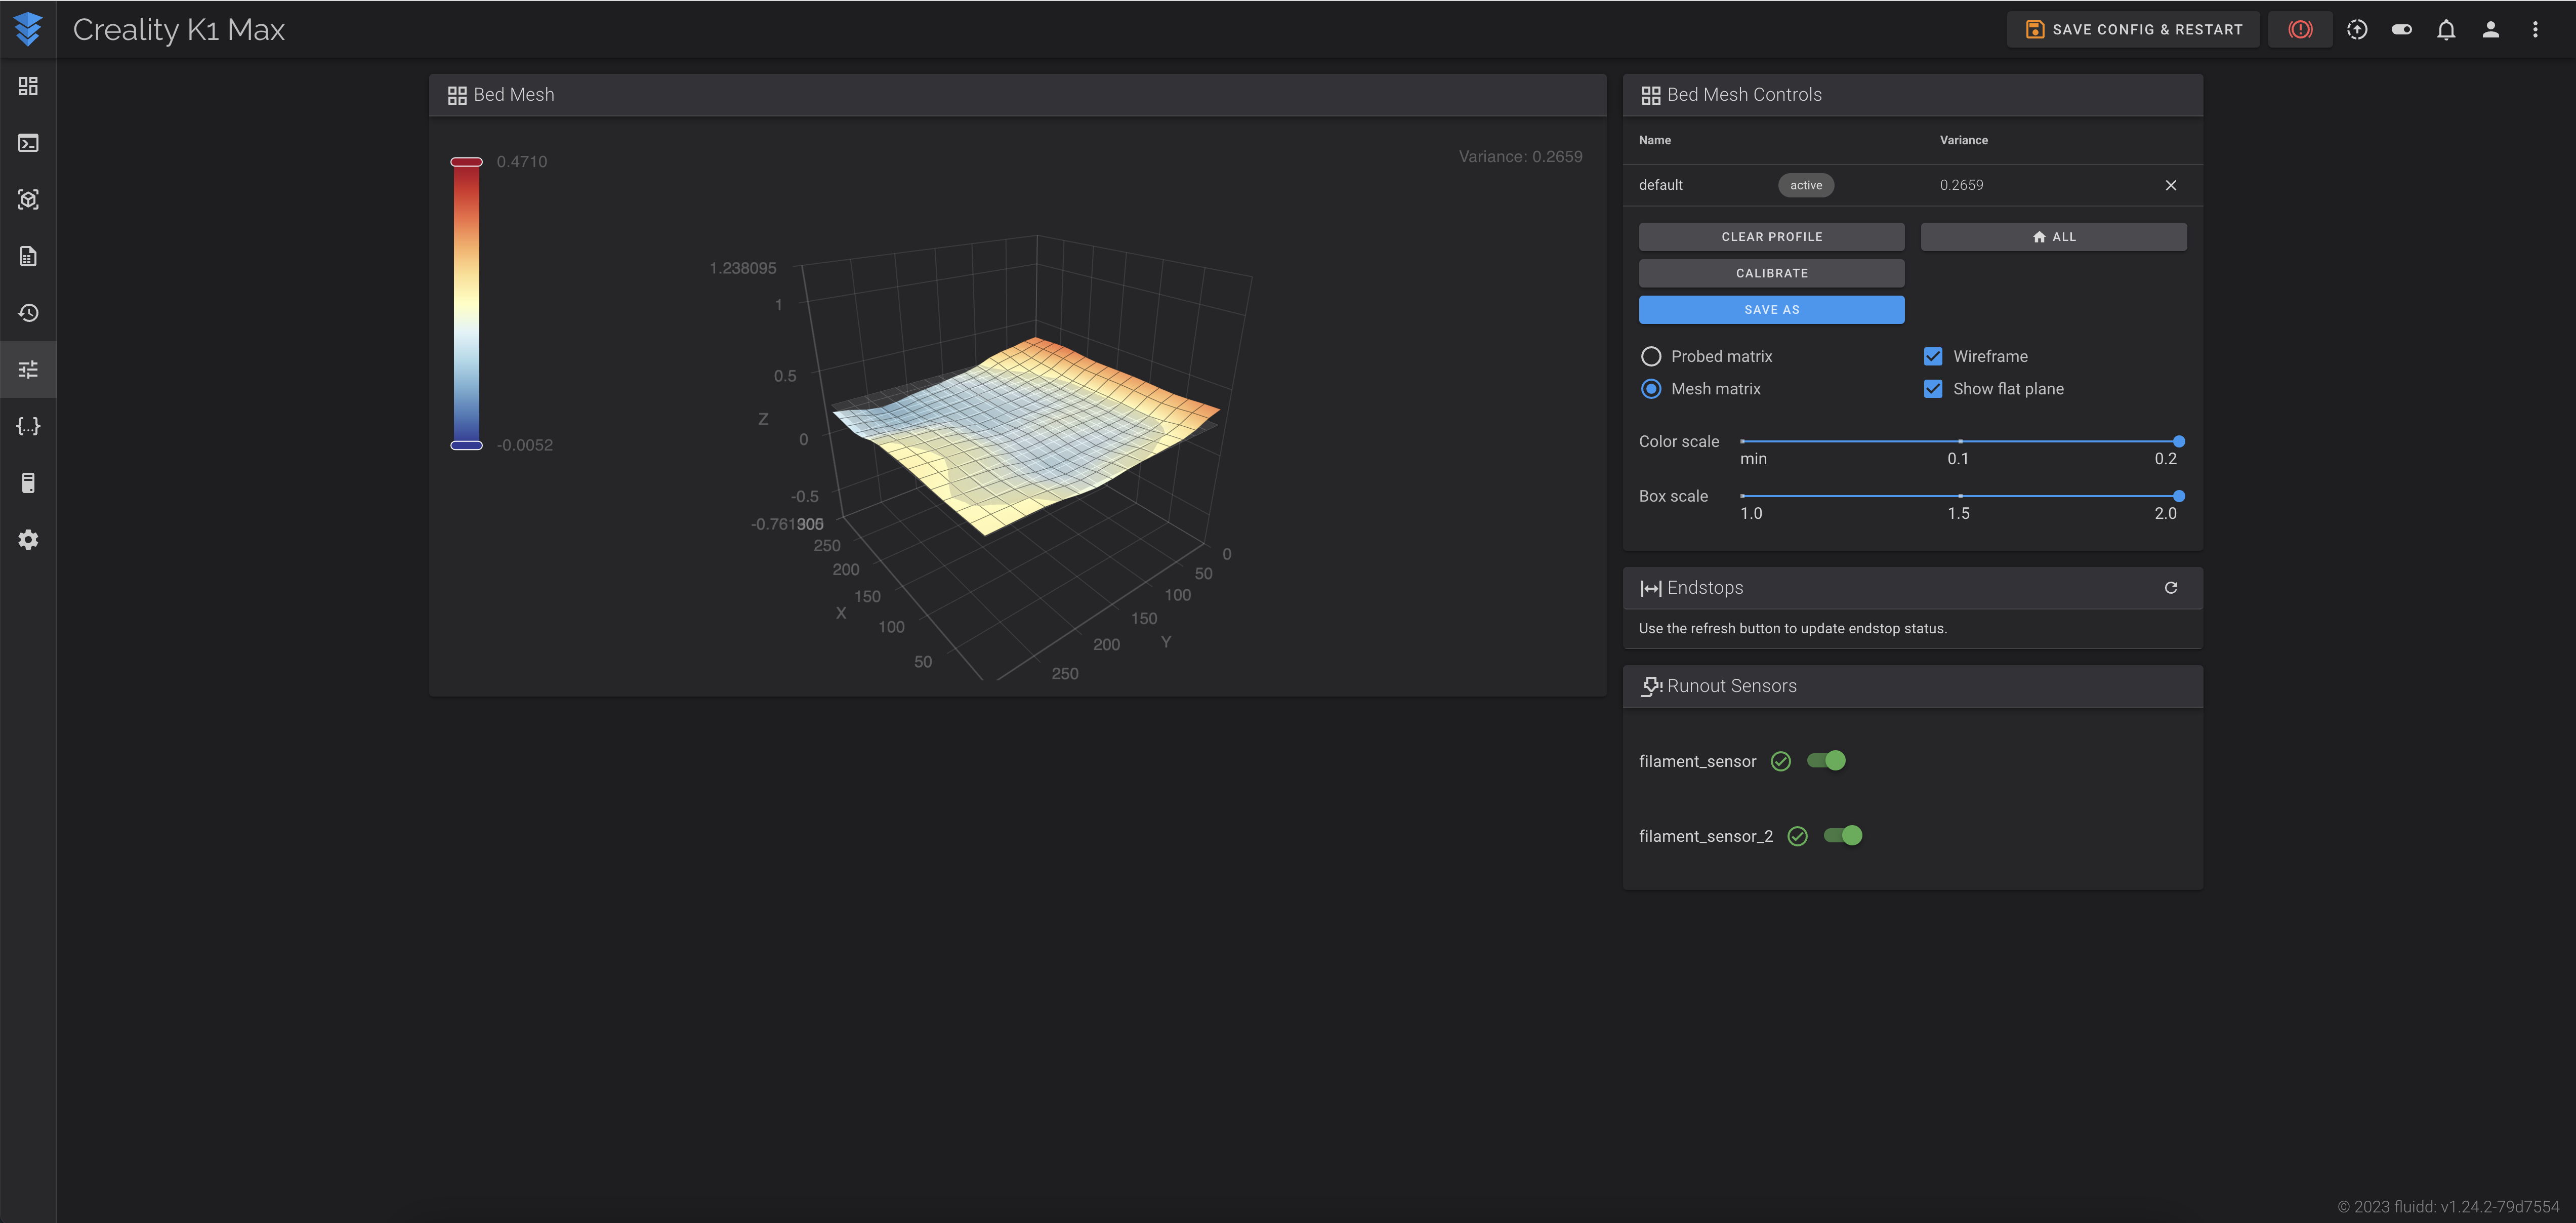 Creality K1 Max
SAVE CONFIG & RESTART
Bed Mesh
0.4710
-0.0052
Variance: 0.2659
1.238095
1
0.5
Z
0
-0.5
306
250
200
150
X
100
50
0
50
100
150
Y
200
250
Bed Mesh Controls
Name Variance
default active 0.2659
CLEAR PROFILE
ALL
CALIBRATE
SAVE AS
Probed matrix
Wireframe
Mesh matrix
Show flat plane
Color scale
min 0.1 0.2
Box scale
1.0 1.5 2.0
Endstops
Use the refresh button to update endstop status.
Runout Sensors
filament_sensor
filament_sensor_2
© 2023 fluidd: v1.24.2-79d7554